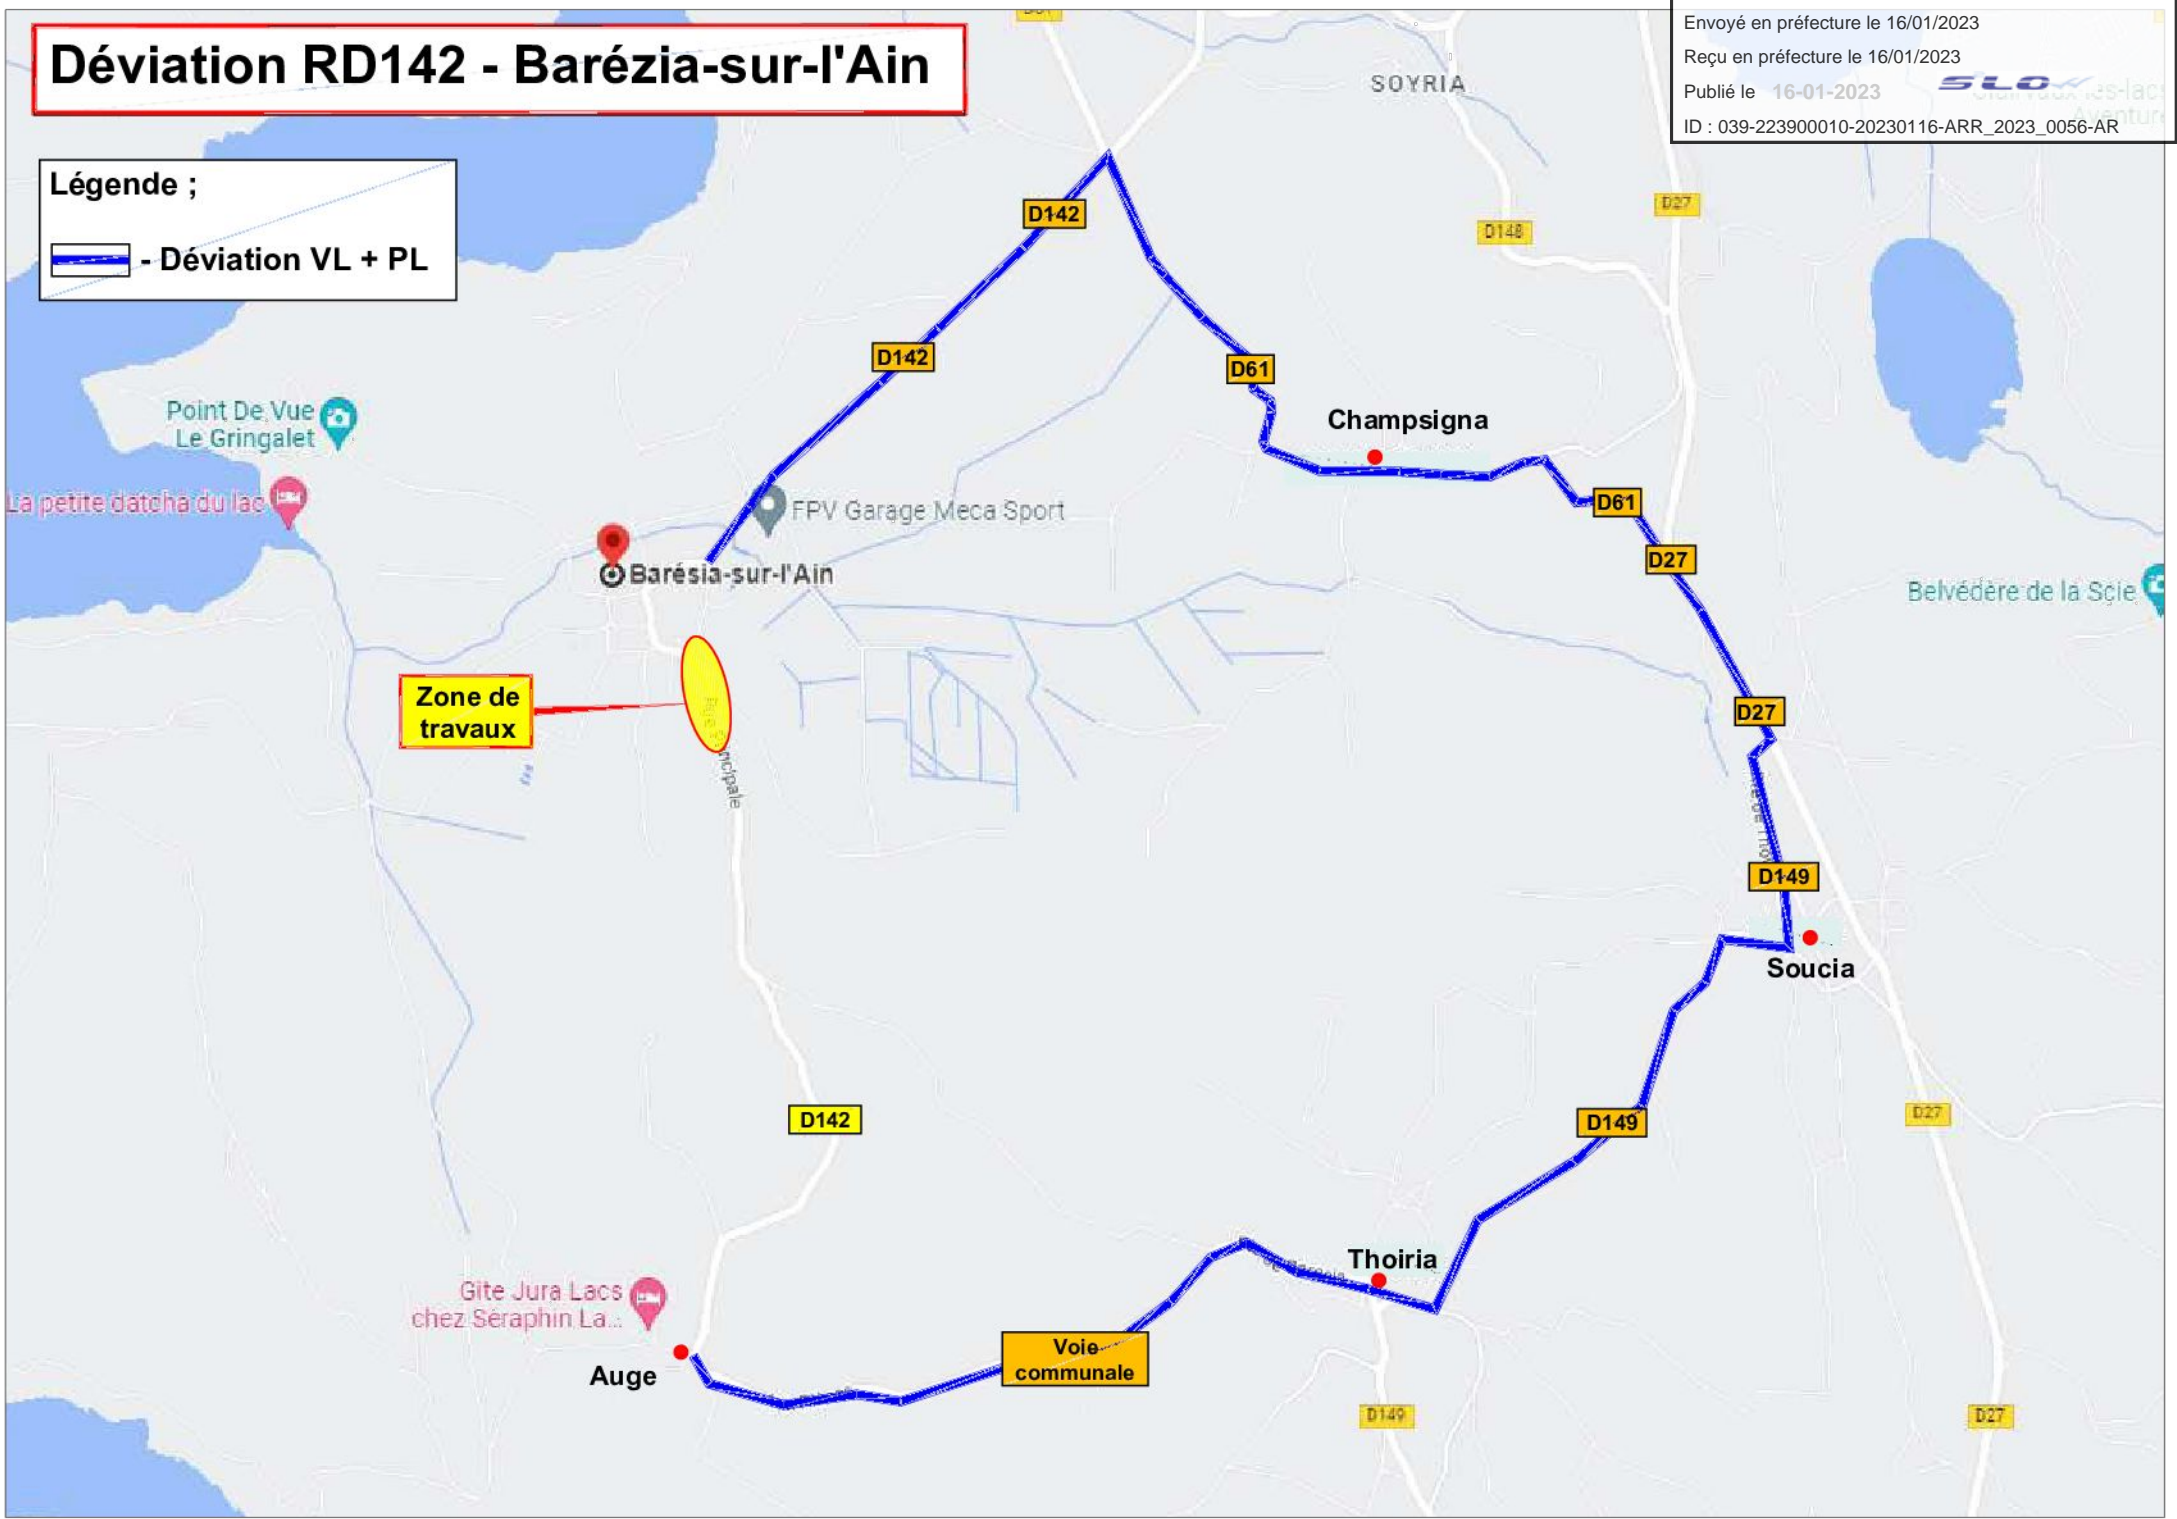 Déviation RD142 - Barézia-sur-l'Ain
Envoyé en préfecture le 16/01/2023
Reçu en préfecture le 16/01/2023
Publié le 16-01-2023
SLO
ID : 039-223900010-20230116-ARR_2023_0056-AR
Légende ;
- Déviation VL + PL
SOYRIA
D142
D27
D148
D142
D61
Champsigna
Point De Vue
Le Gringalet
La petite datcha du lac
FPV Garage Meca Sport
D61
D27
Barésia-sur-l'Ain
Belvédère de la Scie
Zone de
travaux
D27
D149
Soucia
D142
D149
D27
Thoiria
Gîte Jura Lacs
chez Séraphin La...
Auge
Voie
communale
D149
D27